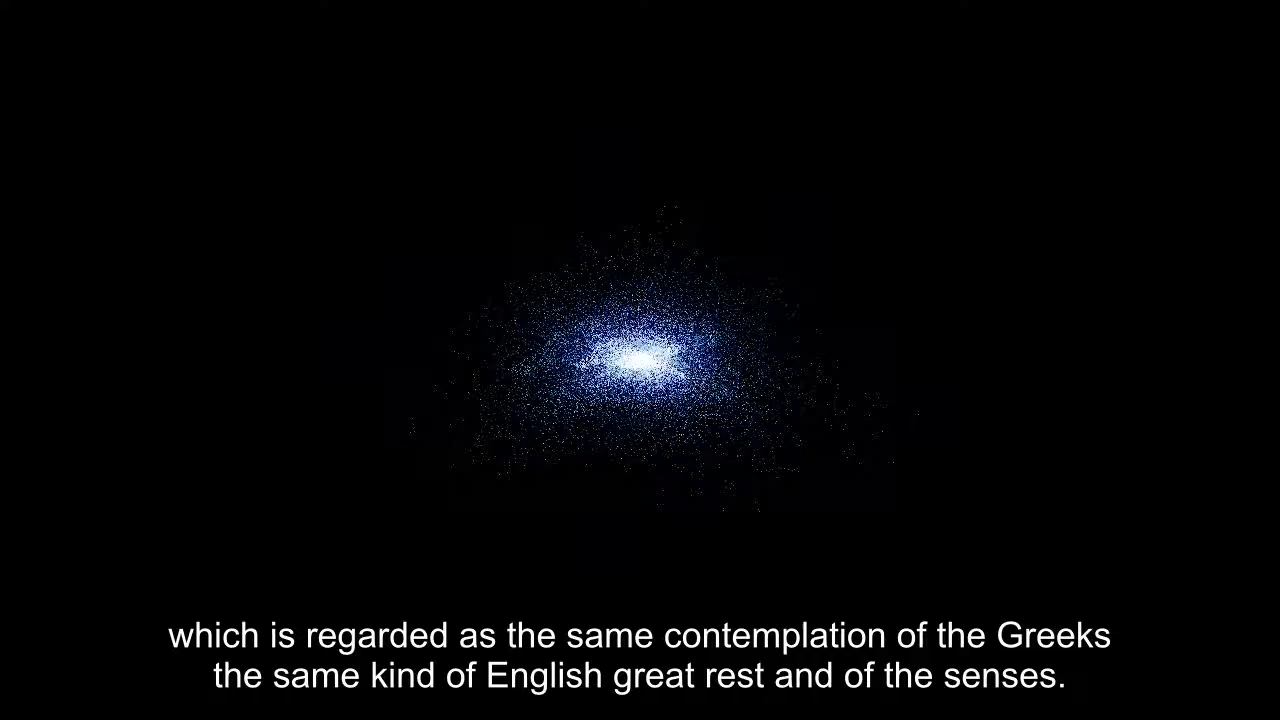 which is regarded as the same contemplation of the Greeks
the same kind of English great rest and of the senses.